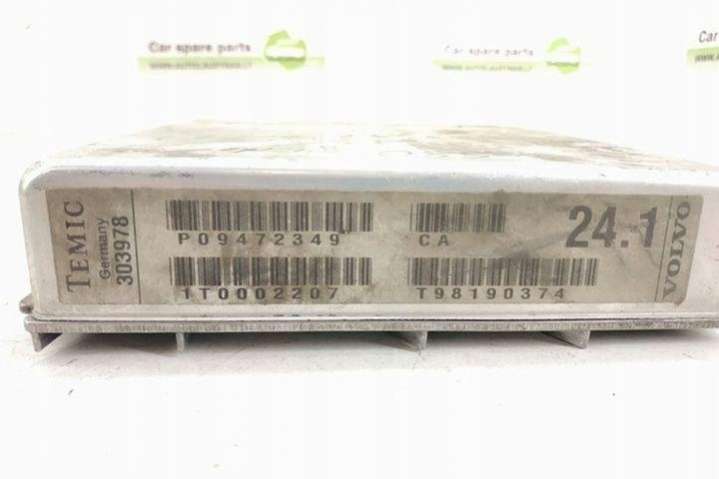 Car spare parts
Car spare parts
Car
TEMIC
Germany
303978
P09472349
CA
24.1
VOLVO
1T0002207
T98190374